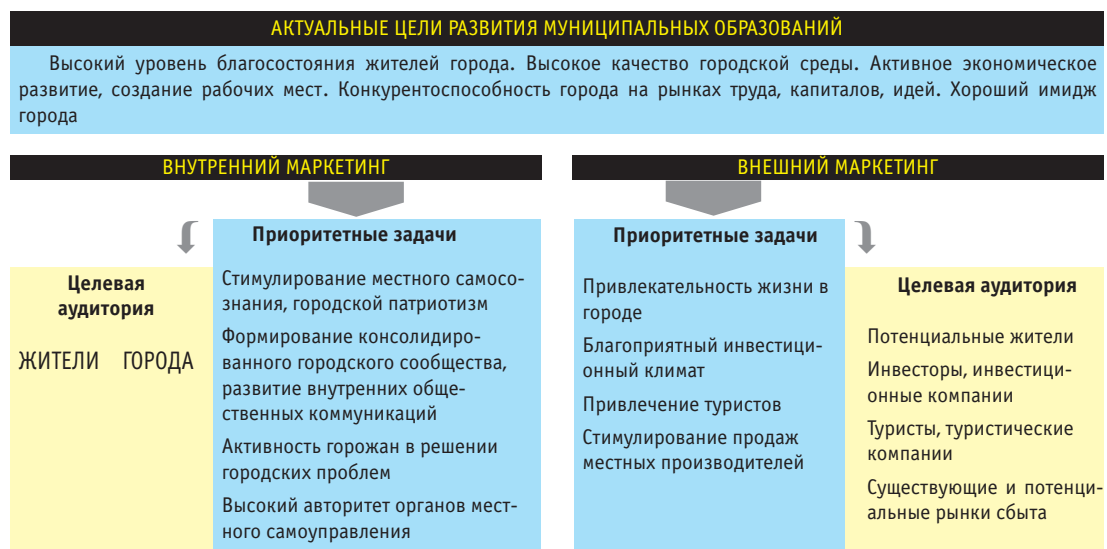 АКТУАЛЬНЫЕ ЦЕЛИ РАЗВИТИЯ МУНИЦИПАЛЬНЫХ ОБРАЗОВАНИЙ
Высокий уровень благосостояния жителей города. Высокое качество городской среды. Активное экономическое
развитие, создание рабочих мест. Конкурентоспособность города на рынках труда, капиталов, идей. Хороший имидж
города
ВНУТРЕННИЙ МАРКЕТИНГ
Целевая
аудитория
ЖИТЕЛИ ГОРОДА
Приоритетные задачи
Стимулирование местного самосо-
знания, городской патриотизм
Формирование консолидиро-
ванного городского сообщества,
развитие внутренних обще-
ственных коммуникаций
Активность горожан в решении
городских проблем
Высокий авторитет органов мест-
ного самоуправления
ВНЕШНИЙ МАРКЕТИНГ
Приоритетные задачи
Привлекательность жизни в
городе
Благоприятный инвестици-
онный климат
Привлечение туристов
Стимулирование продаж
местных производителей
Целевая аудитория
Потенциальные жители
Инвесторы, инвестици-
онные компании
Туристы, туристические
компании
Существующие и потенци-
альные рынки сбыта